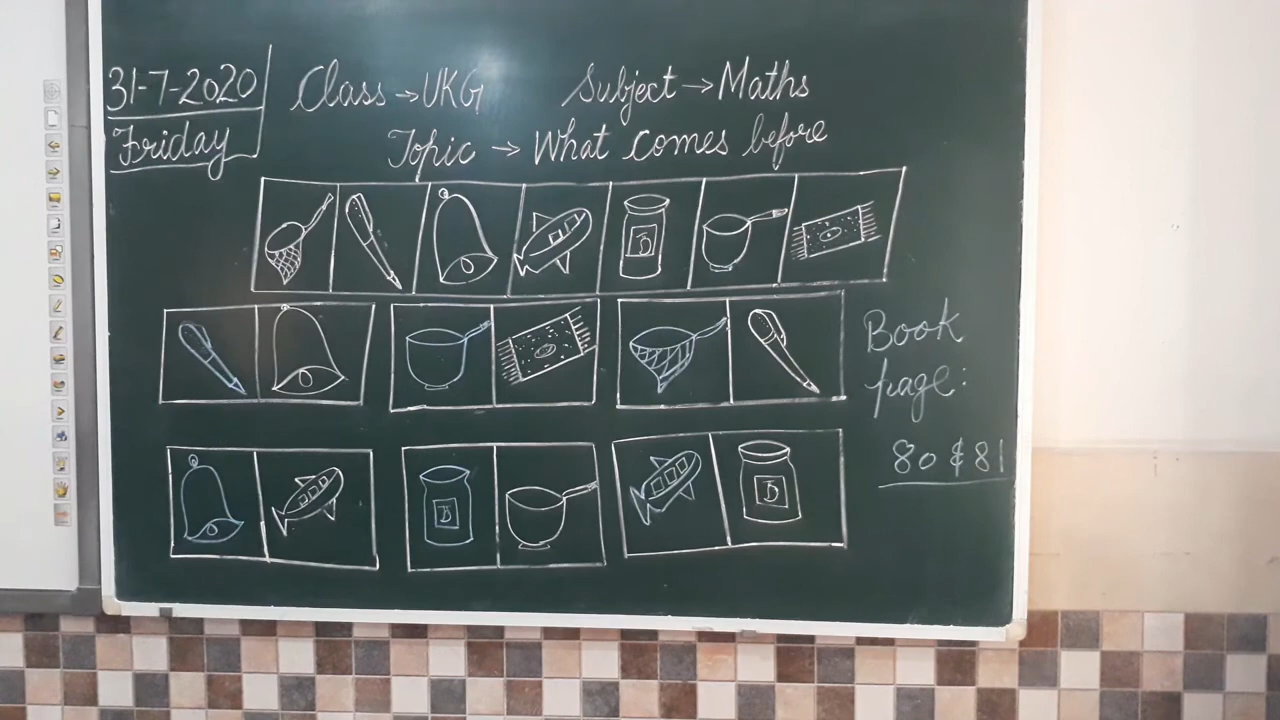 31-7-2020
Friday
Class → UKG Subject → Maths
Topic → What comes before
Book
page:
80 & 81